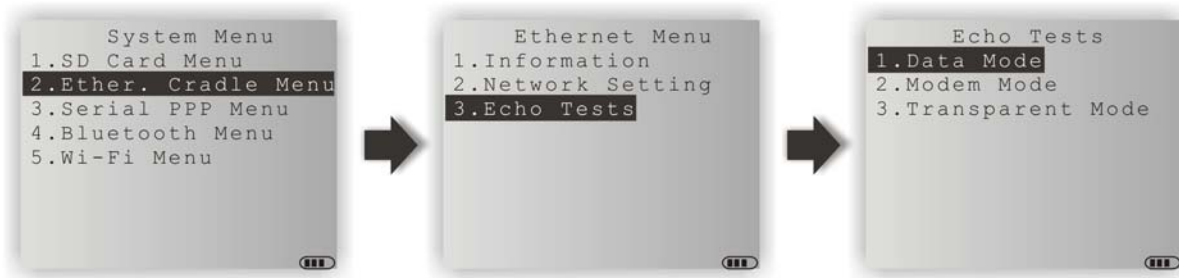 System Menu
1.SD Card Menu
2.Ether. Cradle Menu
3.Serial PPP Menu
4.Bluetooth Menu
5.Wi-Fi Menu
Ethernet Menu
1.Information
2.Network Setting
3.Echo Tests
Echo Tests
1.Data Mode
2.Modem Mode
3.Transparent Mode